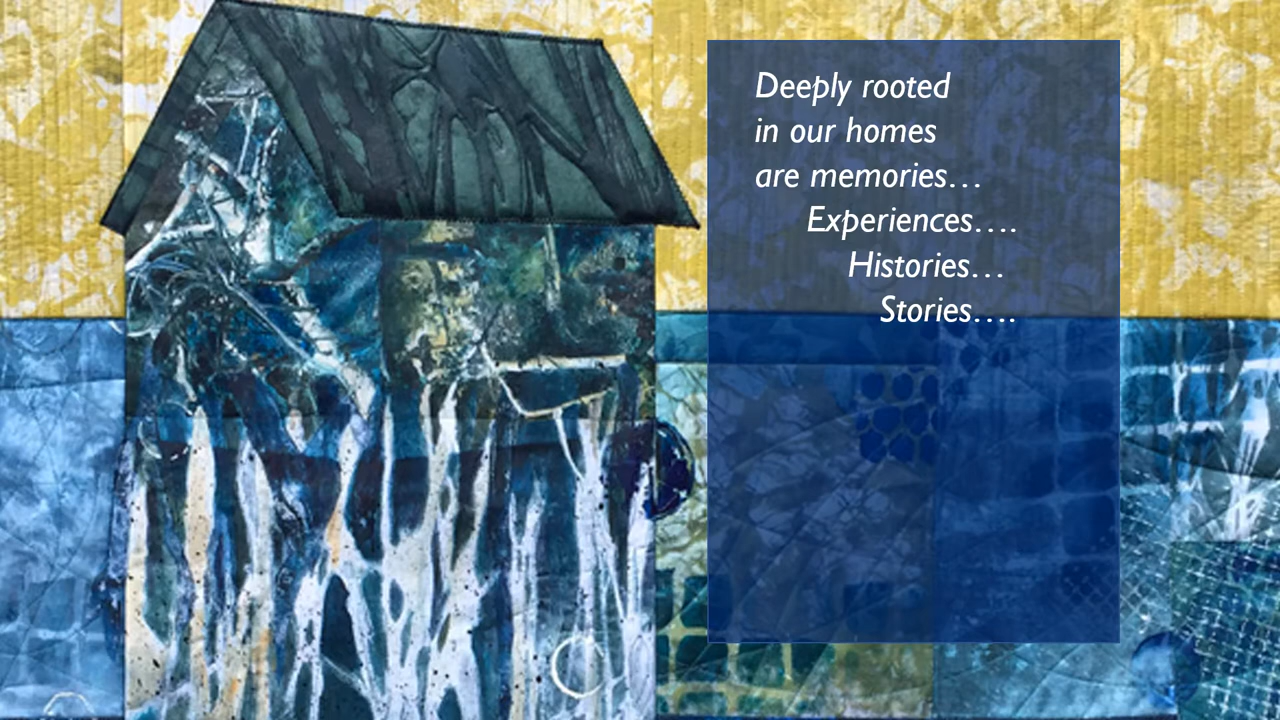 Deeply rooted
in our homes
are memories…
Experiences….
Histories…
Stories….